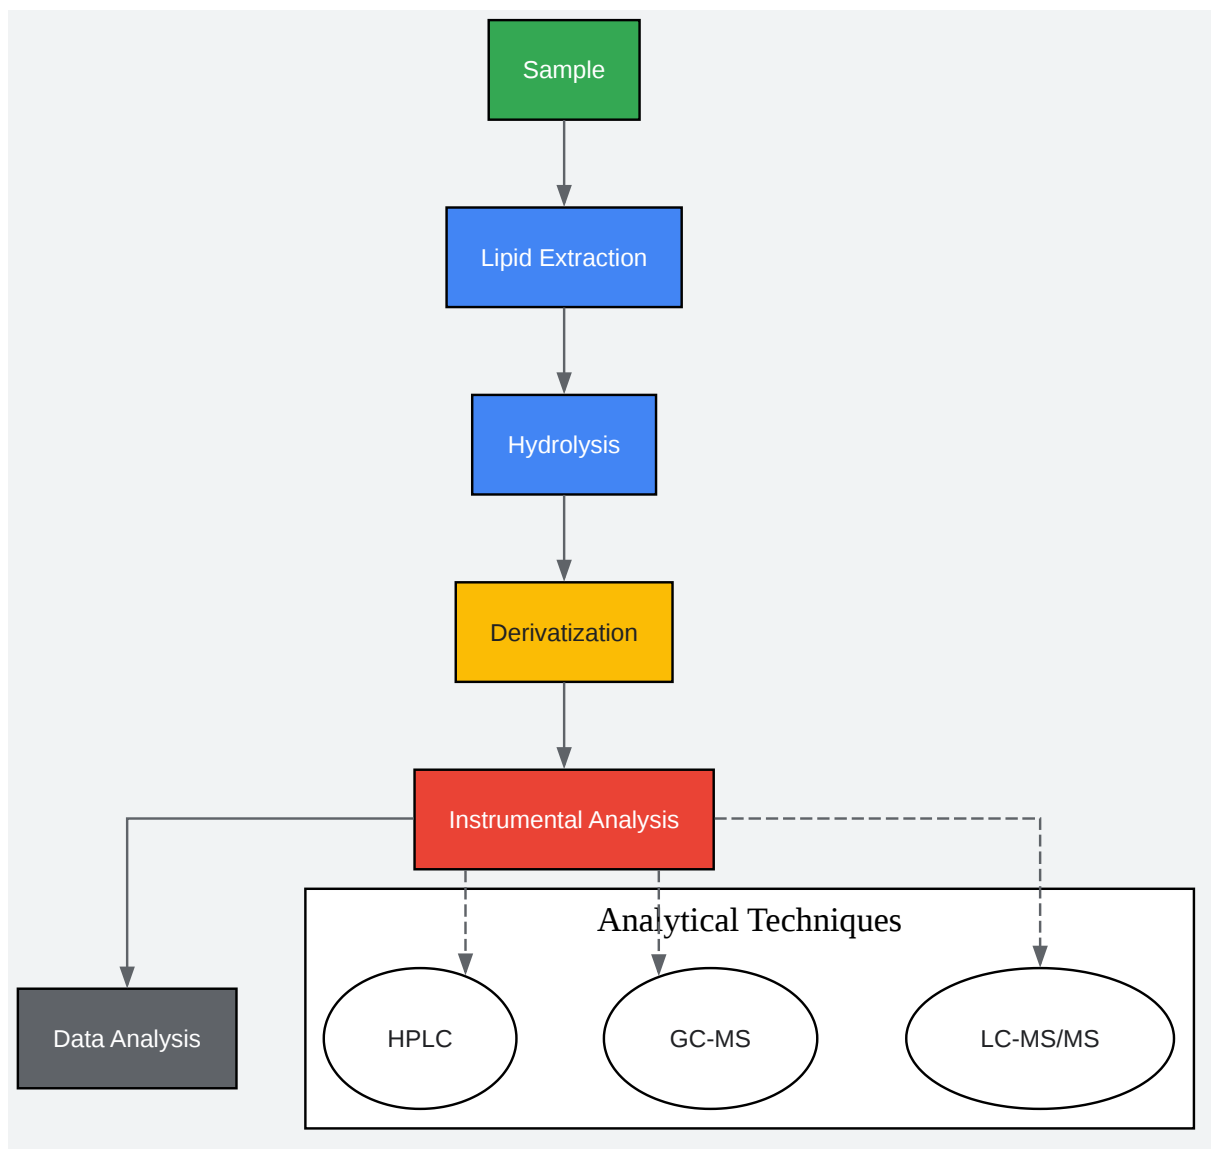 Sample
Lipid Extraction
Hydrolysis
Derivatization
Instrumental Analysis
Analytical Techniques
Data Analysis
HPLC
GC-MS
LC-MS/MS